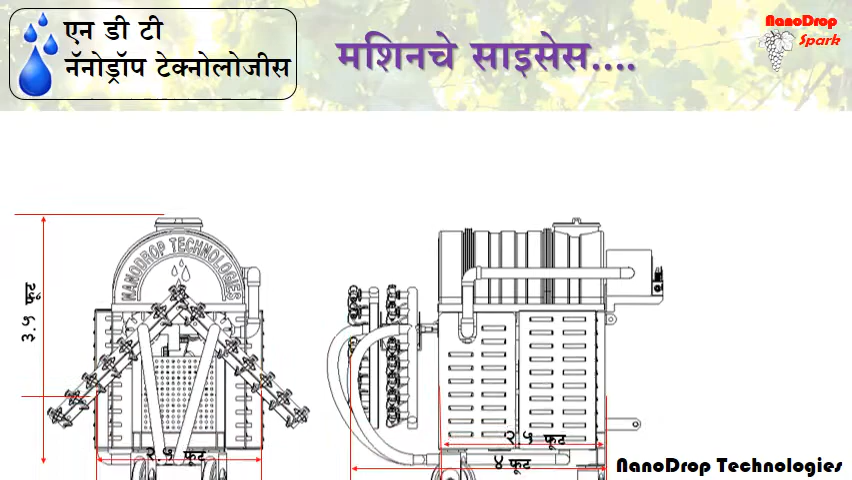 एन डी टी
नॅनोड्रॉप टेक्नोलोजीस
मशिनचे साइसेस....
NanoDrop
Spark
NANODROP TECHNOLOGIES
३.५ फूट
२.५ फूट
२.५ फूट
४ फूट
NanoDrop Technologies